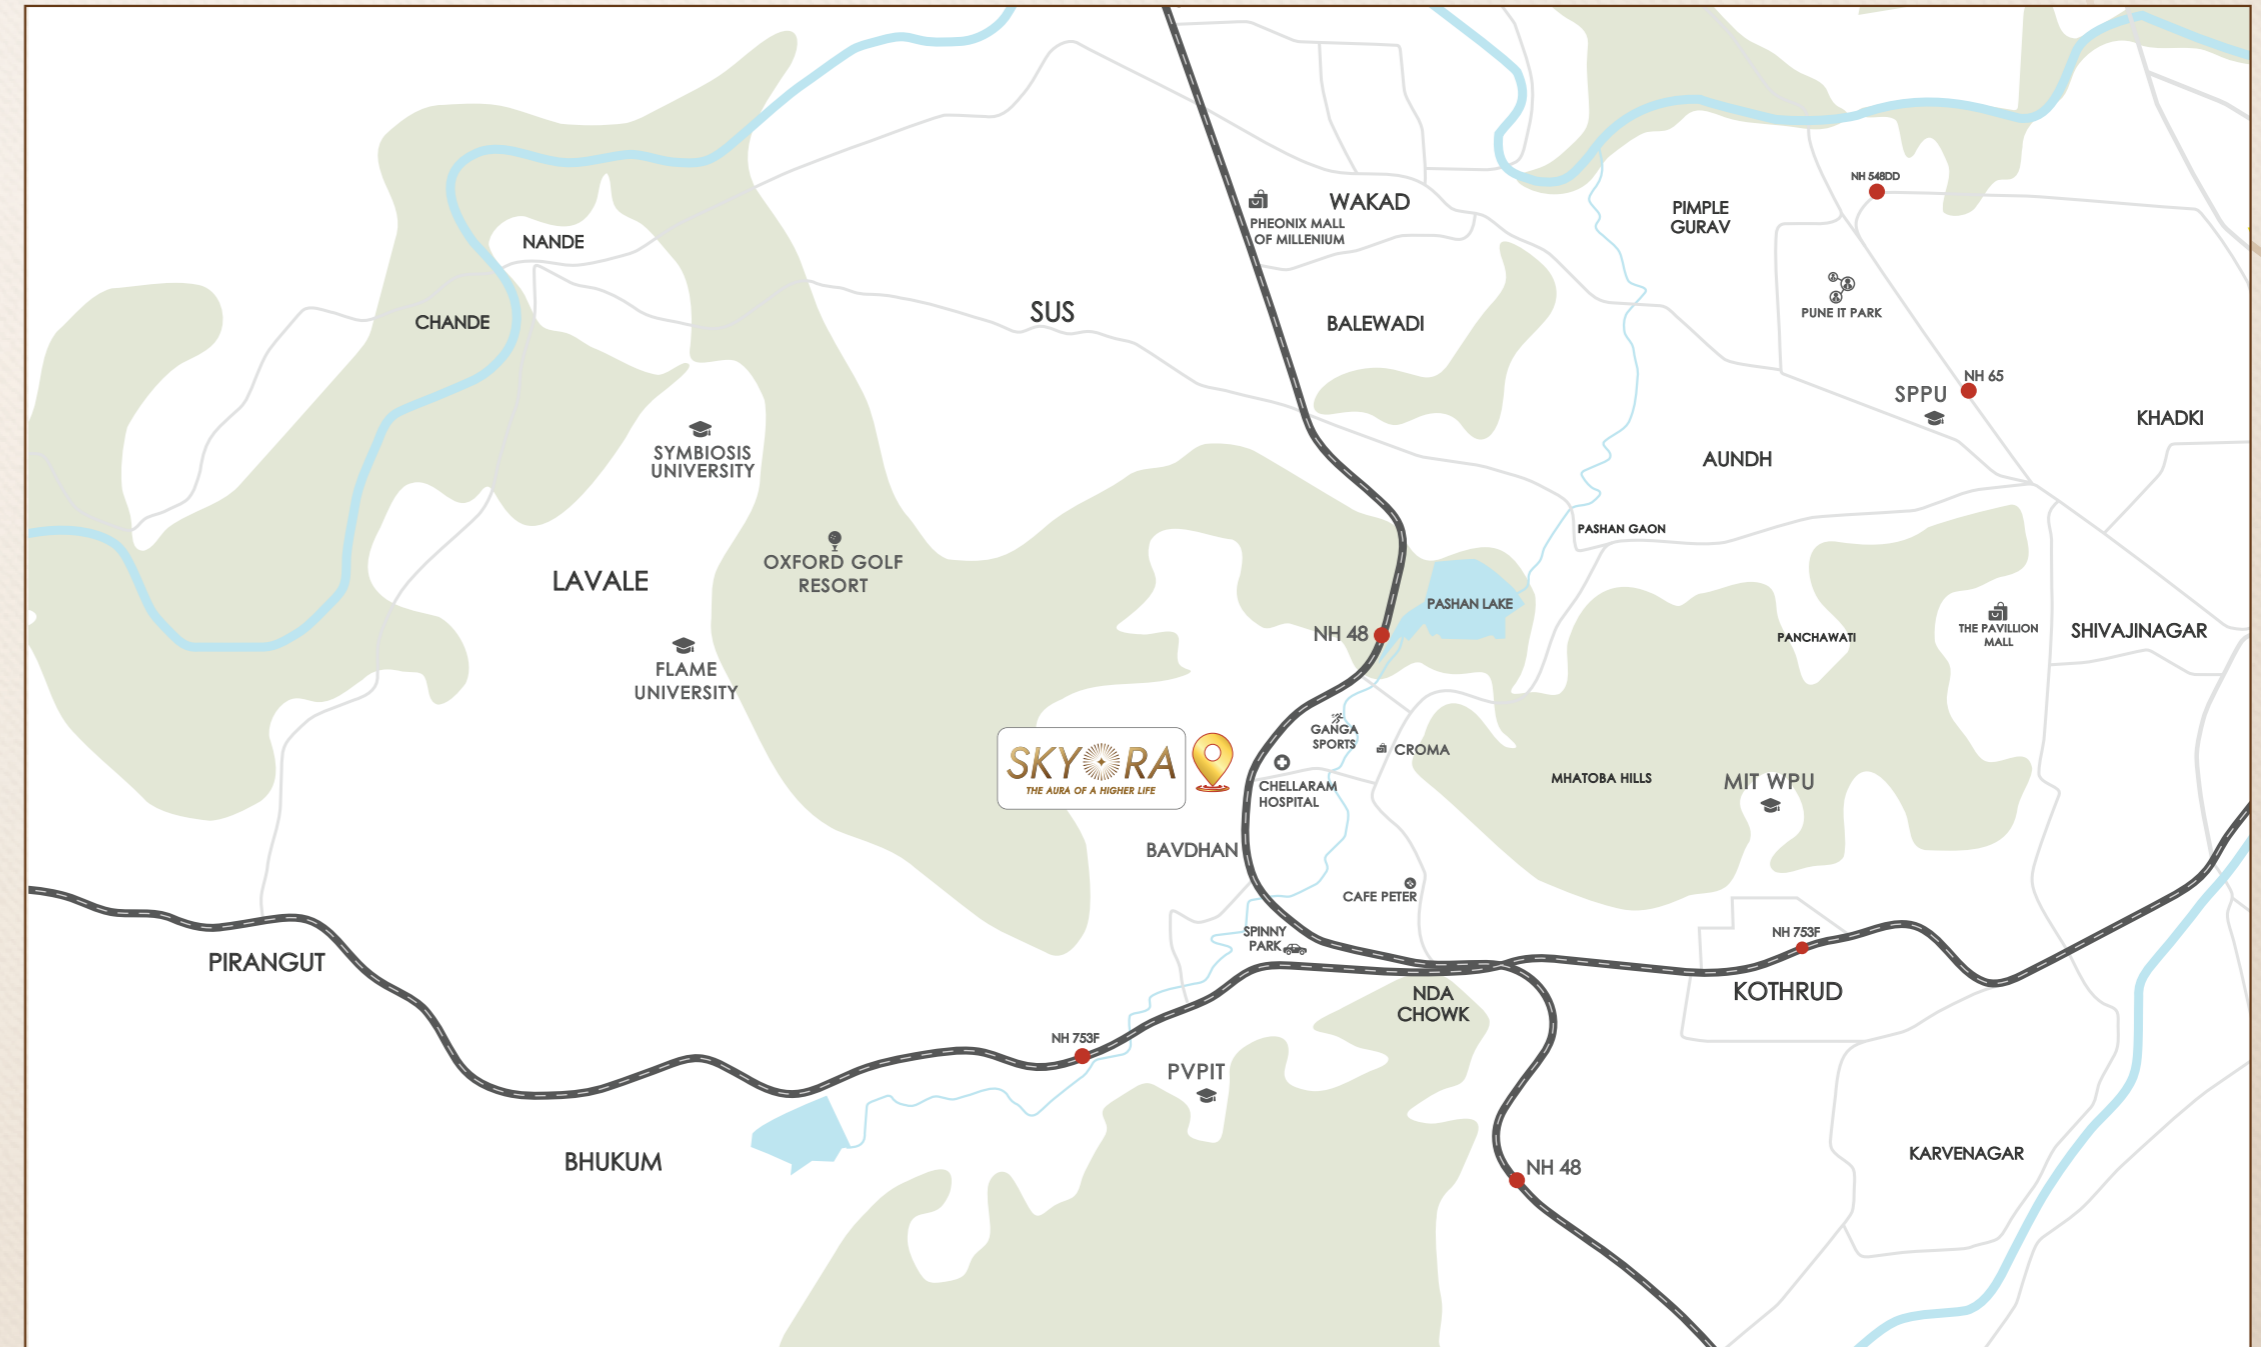 NH 548DD
WAKAD
PHEONIX MALL
OF MILLENIUM
PIMPLE
GURAV
NANDE
SUS
CHANDE
BALEWADI
PUNE IT PARK
NH 65
SPPU
KHADKI
SYMBIOSIS
UNIVERSITY
AUNDH
PASHAN GAON
OXFORD GOLF
RESORT
LAVALE
PASHAN LAKE
NH 48
PANCHAWATI
THE PAVILLION
MALL
SHIVAJINAGAR
FLAME
UNIVERSITY
GANGA
SPORTS
CROMA
SKYORA
THE AURA OF A HIGHER LIFE
CHELLARAM
HOSPITAL
MHATOBA HILLS
MIT WPU
BAVDHAN
CAFE PETER
SPINNY
PARK
NH 753F
PIRANGUT
NDA
CHOWK
KOTHRUD
NH 753F
PVPIT
BHUKUM
NH 48
KARVENAGAR